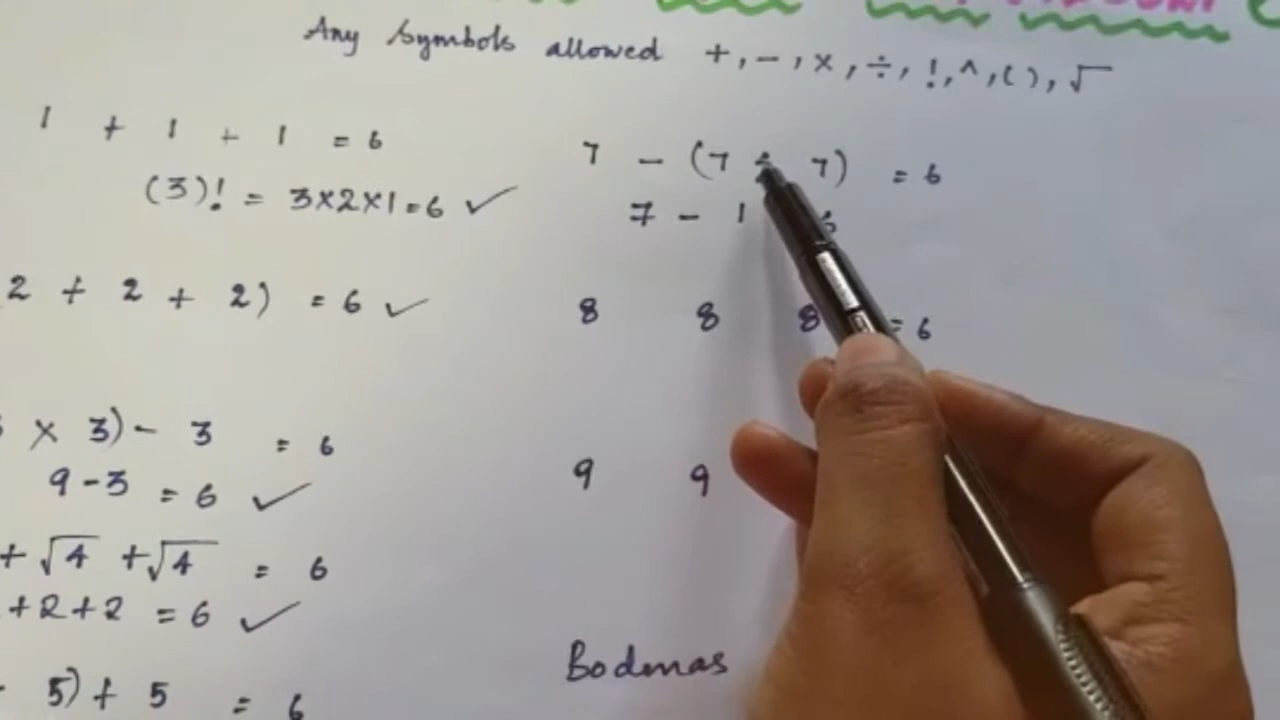 Any Symbols allowed +, -, ×, ÷, !, ^, ( ), √
1 + 1 + 1 = 6
(3)! = 3×2×1 = 6 ✓
2 + 2 + 2) = 6 ✓
× 3) - 3 = 6
9 - 3 = 6 ✓
+ √4 + √4 = 6
+ 2 + 2 = 6 ✓
5) + 5 = 6
7 - (7 ÷ 7) = 6
7 - 1 6
8 8 8 = 6
9 9
Bodmas